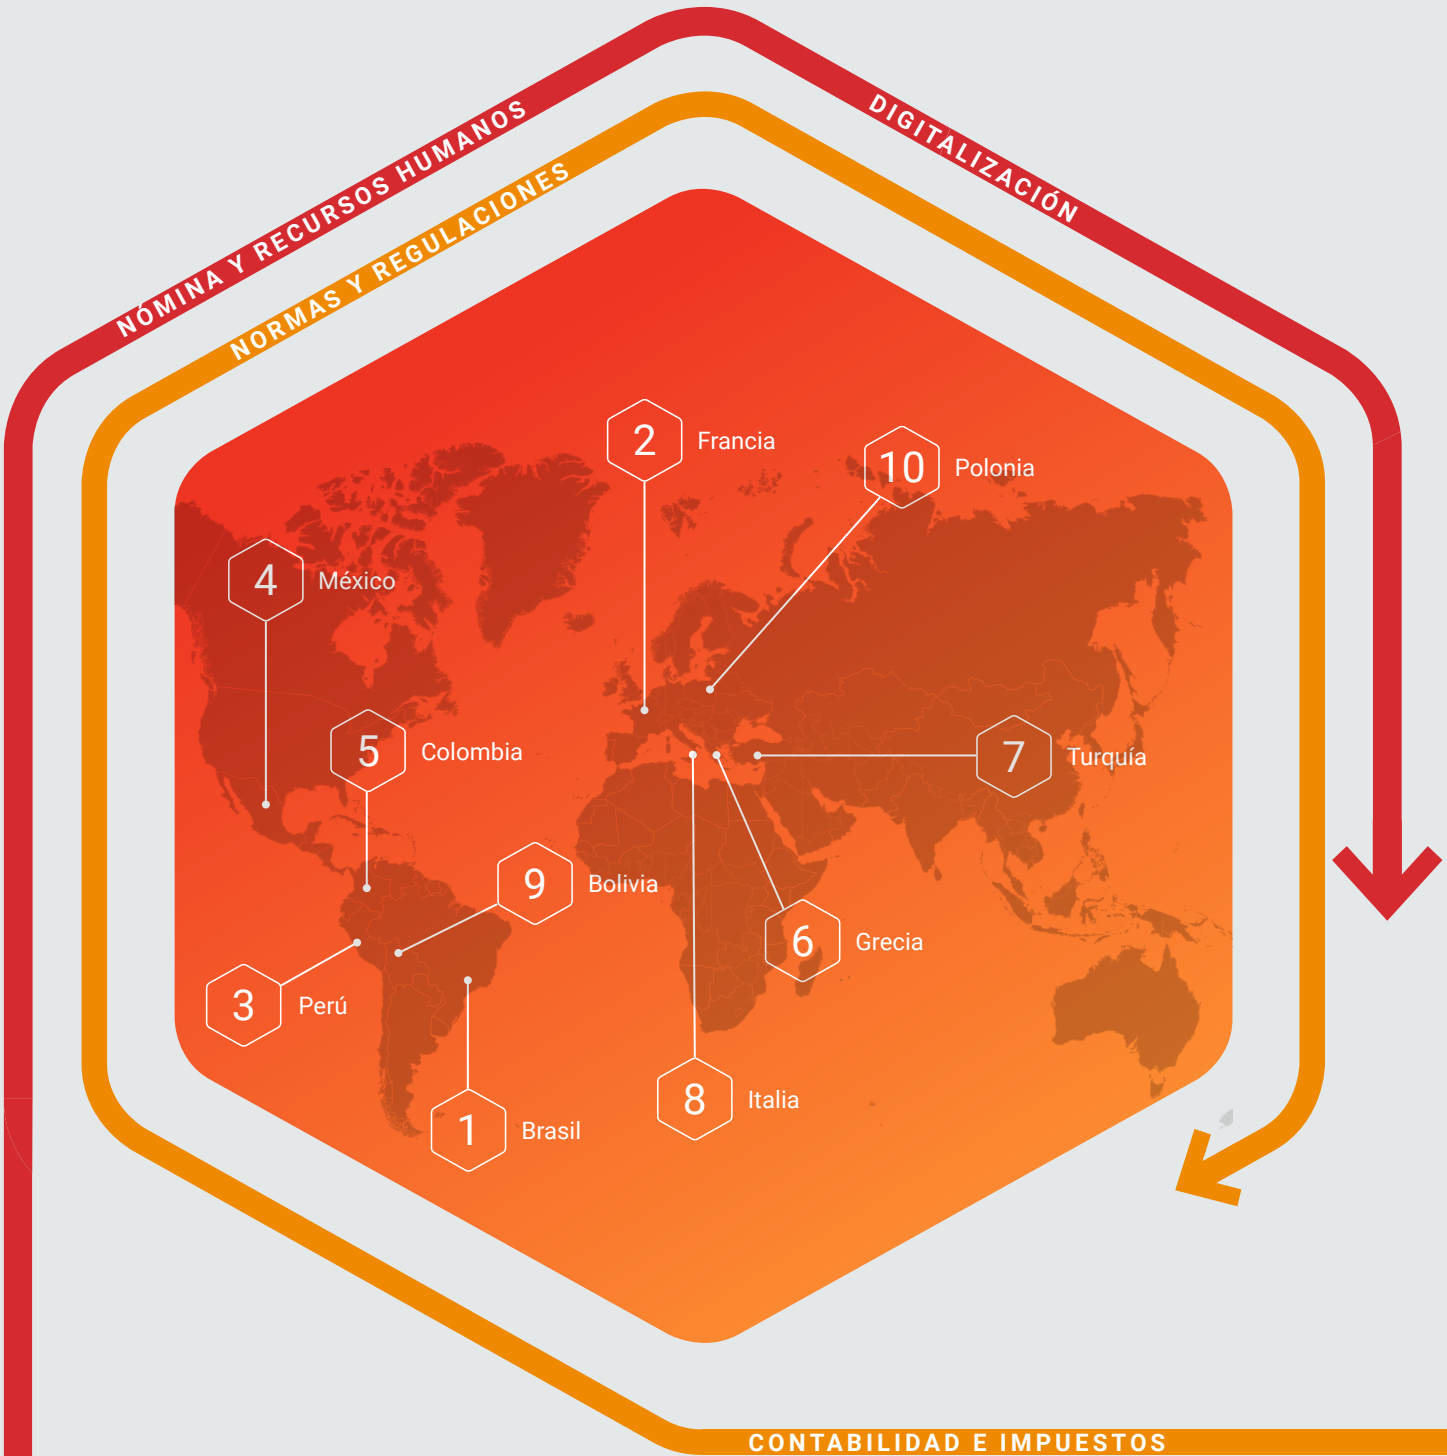 NÓMINA Y RECURSOS HUMANOS
DIGITALIZACIÓN
NORMAS Y REGULACIONES
2 Francia
10 Polonia
4 México
5 Colombia
7 Turquía
9 Bolivia
6 Grecia
3 Perú
8 Italia
1 Brasil
CONTABILIDAD E IMPUESTOS